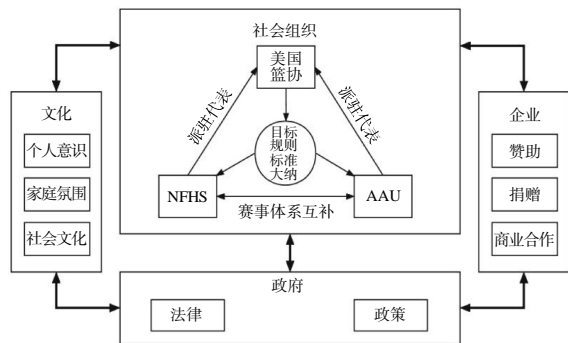 社会组织
美国
篮协
派驻代表
派驻代表
目标
规则
标准
大纳
NFHS
AAU
赛事体系互补
文化
个人意识
家庭氛围
社会文化
企业
赞助
捐赠
商业合作
政府
法律
政策